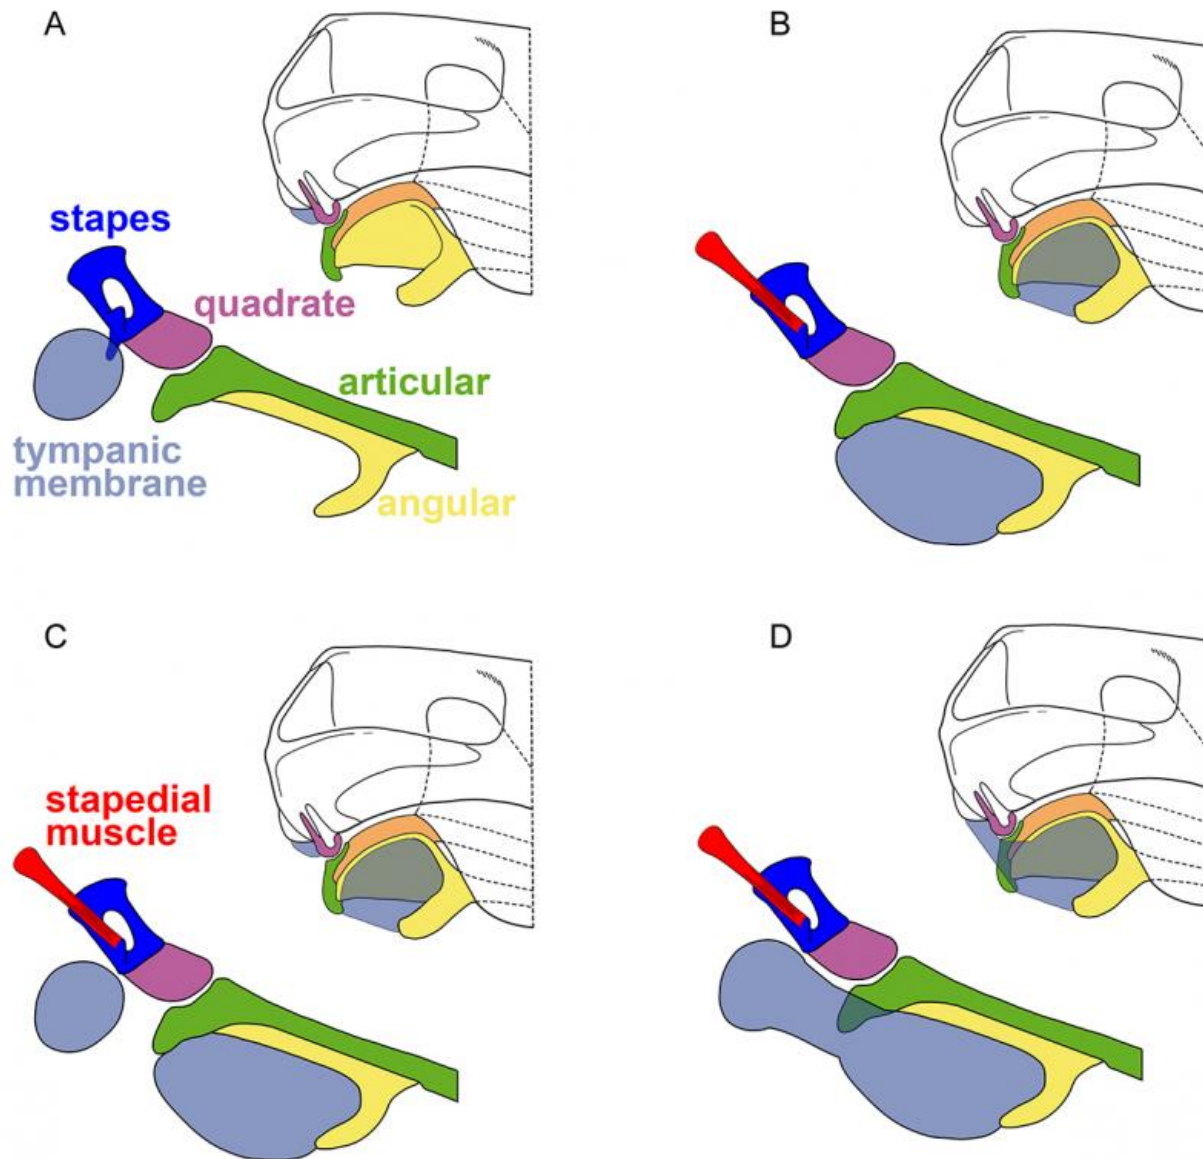 A
B
stapes
quadrate
articular
tympanic
membrane
angular
C
D
stapedial
muscle